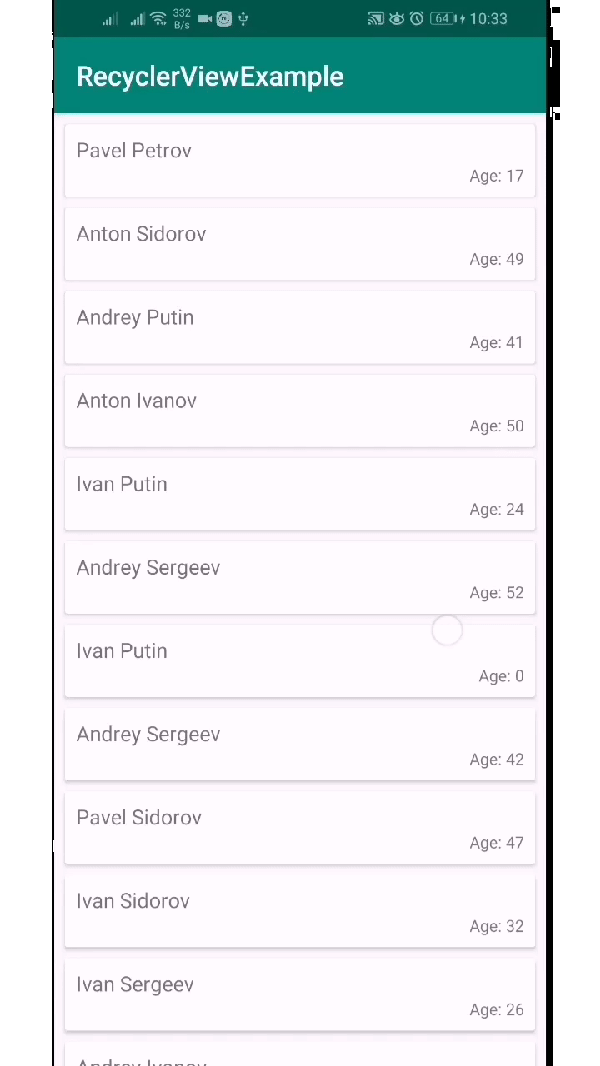 332
B/s
64
10:33
RecyclerViewExample
Pavel Petrov
Age: 17
Anton Sidorov
Age: 49
Andrey Putin
Age: 41
Anton Ivanov
Age: 50
Ivan Putin
Age: 24
Andrey Sergeev
Age: 52
Ivan Putin
Age: 0
Andrey Sergeev
Age: 42
Pavel Sidorov
Age: 47
Ivan Sidorov
Age: 32
Ivan Sergeev
Age: 26
Andrey Ivanov